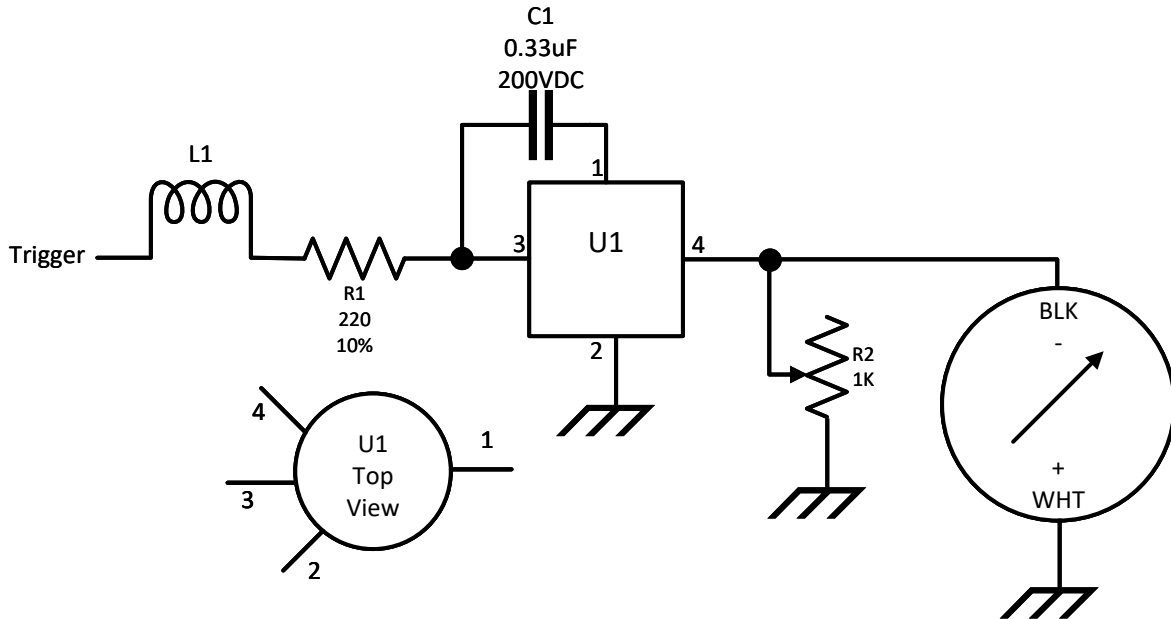 C1
0.33uF
200VDC
L1
1
Trigger
3
U1
4
R1
220
10%
2
BLK
-
R2
1K
+
WHT
4
U1
Top
View
1
3
2